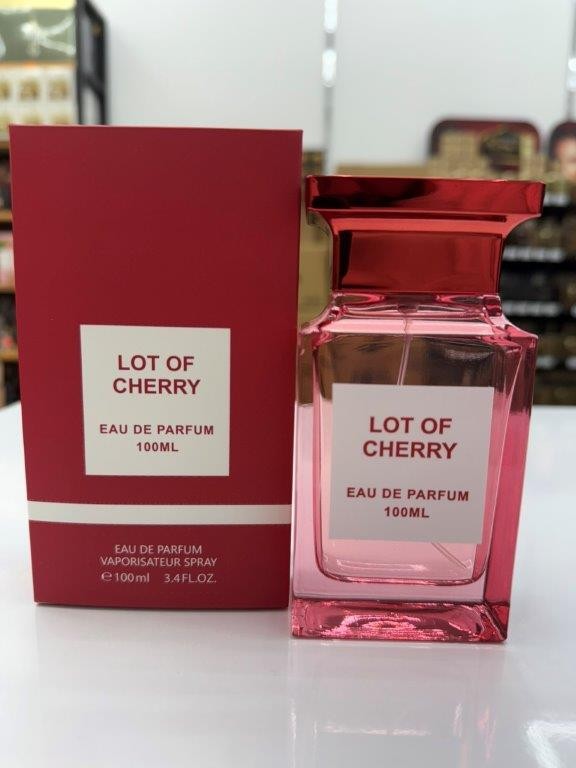 LOT OF
CHERRY
EAU DE PARFUM
100ML
EAU DE PARFUM
VAPORISATEUR SPRAY
℮100ml 3.4FL.OZ.
LOT OF
CHERRY
EAU DE PARFUM
100ML